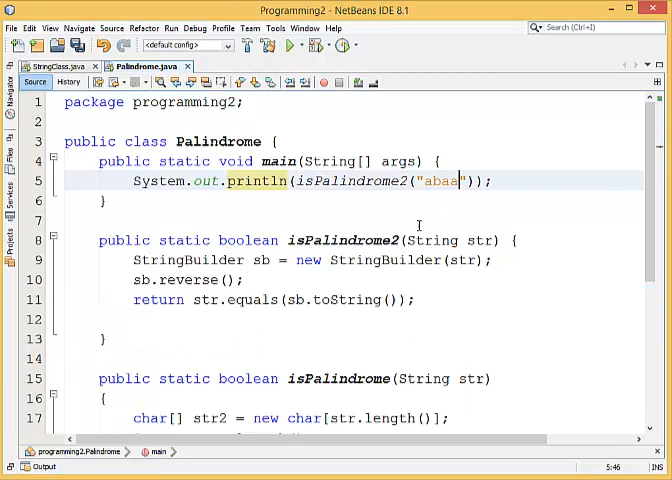 Programming2 - NetBeans IDE 8.1
File Edit View Navigate Source Refactor Run Debug Profile Team Tools Window Help
Search (Ctrl+I)
<default config>
StringClass.java Palindrome.java
Source History
Navigator
Files
Services
Projects
1 package programming2;
2
3 public class Palindrome {
4 public static void main(String[] args) {
5 System.out.println(isPalindrome2("abaa"));
6 }
7
8 public static boolean isPalindrome2(String str) {
9 StringBuilder sb = new StringBuilder(str);
10 sb.reverse();
11 return str.equals(sb.toString());
12
13 }
14
15 public static boolean isPalindrome(String str)
16 {
17 char[] str2 = new char[str.length()];
programming2.Palindrome main
Output
5:46 INS